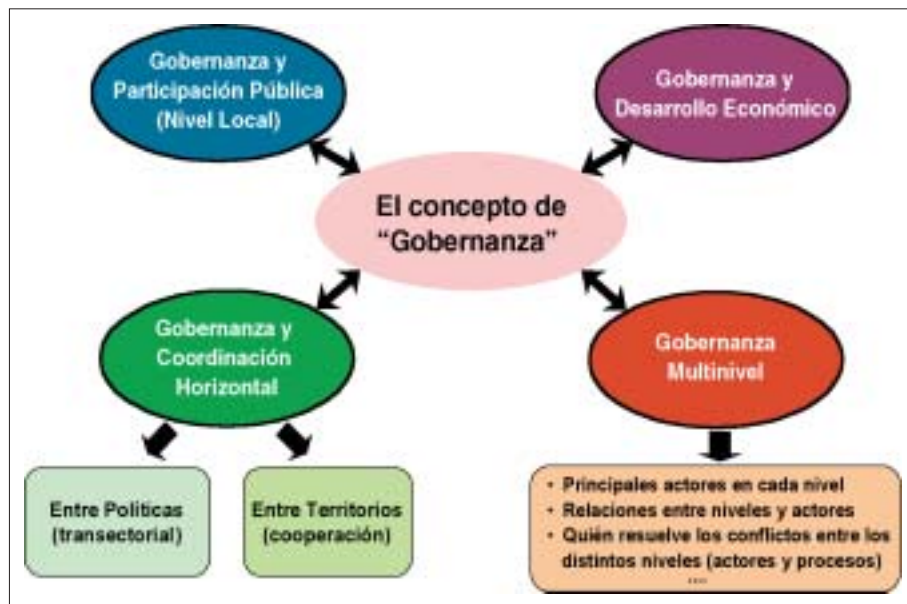 Gobernanza y
Participación Pública
(Nivel Local)
Gobernanza y
Desarrollo Económico
El concepto de
“Gobernanza”
Gobernanza y
Coordinación
Horizontal
Gobernanza
Multinivel
Entre Políticas
(transectorial)
Entre Territorios
(cooperación)
• Principales actores en cada nivel
• Relaciones entre niveles y actores
• Quién resuelve los conflictos entre los
distintos niveles (actores y procesos)
....